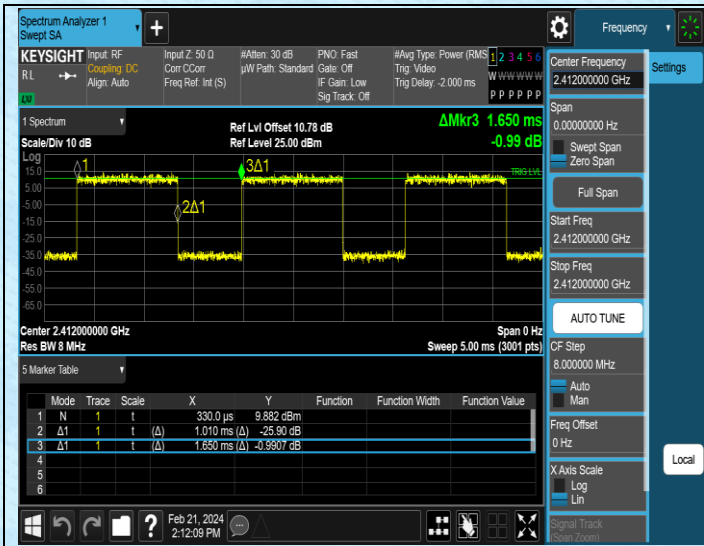 Spectrum Analyzer 1
Swept SA
+
Frequency
KEYSIGHT
RL
LXI
Input: RF
Coupling: DC
Align: Auto
Input Z: 50 Ω
Corr CCorr
Freq Ref: Int (S)
#Atten: 30 dB
µW Path: Standard
PNO: Fast
Gate: Off
IF Gain: Low
Sig Track: Off
#Avg Type: Power (RMS
Trig: Video
Trig Delay: -2.000 ms
1 2 3 4 5 6
W W W W W W
P P P P P P
1 Spectrum
Scale/Div 10 dB
Log
Ref Lvl Offset 10.78 dB
Ref Level 25.00 dBm
ΔMkr3 1.650 ms
-0.99 dB
15.0
5.00
-5.00
-15.0
-25.0
-35.0
-45.0
-55.0
-65.0
1
2Δ1
3Δ1
TRIG LVL
Center 2.412000000 GHz
Res BW 8 MHz
Span 0 Hz
Sweep 5.00 ms (3001 pts)
5 Marker Table
Mode Trace Scale X Y Function Function Width Function Value
1 N 1 t 330.0 µs 9.882 dBm
2 Δ1 1 t (Δ) 1.010 ms (Δ) -25.90 dB
3 Δ1 1 t (Δ) 1.650 ms (Δ) -0.9907 dB
4
5
6
?
Feb 21, 2024
2:12:09 PM
Center Frequency
2.412000000 GHz
Span
0.00000000 Hz
Swept Span
Zero Span
Full Span
Start Freq
2.412000000 GHz
Stop Freq
2.412000000 GHz
AUTO TUNE
CF Step
8.000000 MHz
Auto
Man
Freq Offset
0 Hz
X Axis Scale
Log
Lin
Signal Track
(Span Zoom)
Settings
Local